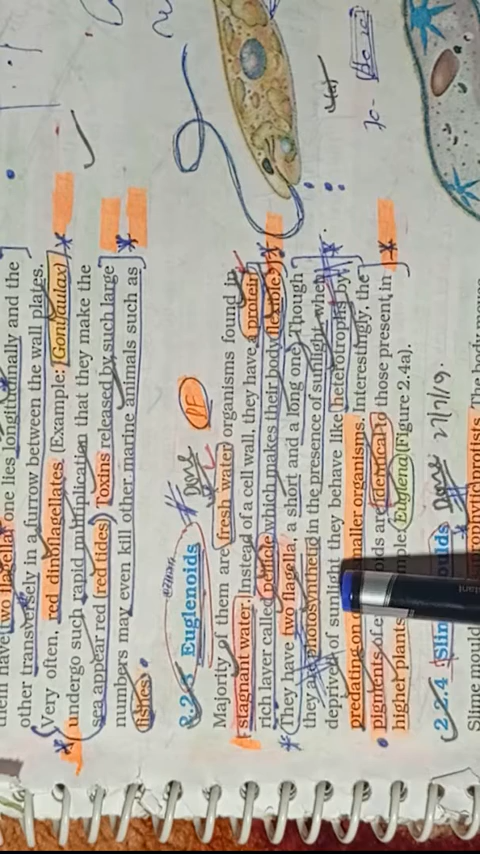 them have two flagella; one lies longitudinally and the
other transversely in a furrow between the wall plates.
Very often, red dinoflagellates (Example: Gonyaulax)
undergo such rapid multiplication that they make the
sea appear red (red tides). Toxins released by such large
numbers may even kill other marine animals such as
fishes.
2.2.3 Euglenoids
Done
Majority of them are fresh water organisms found in
stagnant water. Instead of a cell wall, they have a protein
rich layer called pellicle which makes their body flexible.
They have two flagella, a short and a long one. Though
they are photosynthetic in the presence of sunlight, when
deprived of sunlight they behave like heterotrophs by
predating on smaller organisms. Interestingly, the
pigments of euglenoids are identical to those present in
higher plants. Example: Euglena (Figure 2.4a).
2.2.4 Slime Moulds
Done 27/7/19.
Slime moulds
saprophytic protists. The body moves